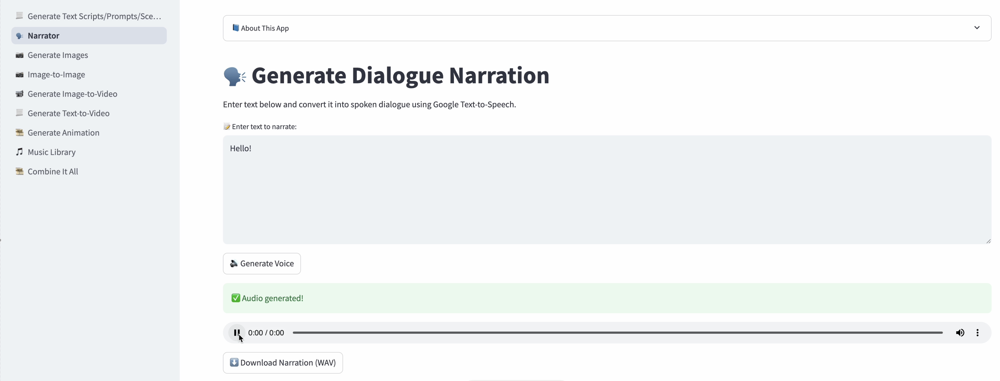 Generate Text Scripts/Prompts/Sce...
Narrator
Generate Images
Image-to-Image
Generate Image-to-Video
Generate Text-to-Video
Generate Animation
Music Library
Combine It All
About This App
Generate Dialogue Narration
Enter text below and convert it into spoken dialogue using Google Text-to-Speech.
Enter text to narrate:
Hello!
Generate Voice
Audio generated!
0:00 / 0:00
Download Narration (WAV)